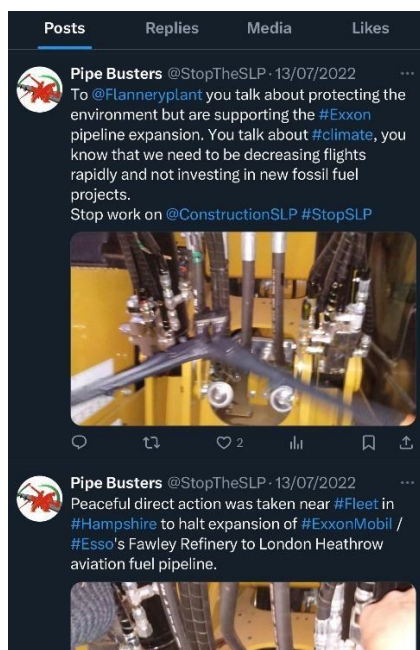 Posts Replies Media Likes
Pipe Busters @StopTheSLP · 13/07/2022
To @Flanneryplant you talk about protecting the
environment but are supporting the #Exxon
pipeline expansion. You talk about #climate, you
know that we need to be decreasing flights
rapidly and not investing in new fossil fuel
projects.
Stop work on @ConstructionSLP #StopSLP
2
Pipe Busters @StopTheSLP · 13/07/2022
Peaceful direct action was taken near #Fleet in
#Hampshire to halt expansion of #ExxonMobil /
#Esso's Fawley Refinery to London Heathrow
aviation fuel pipeline.